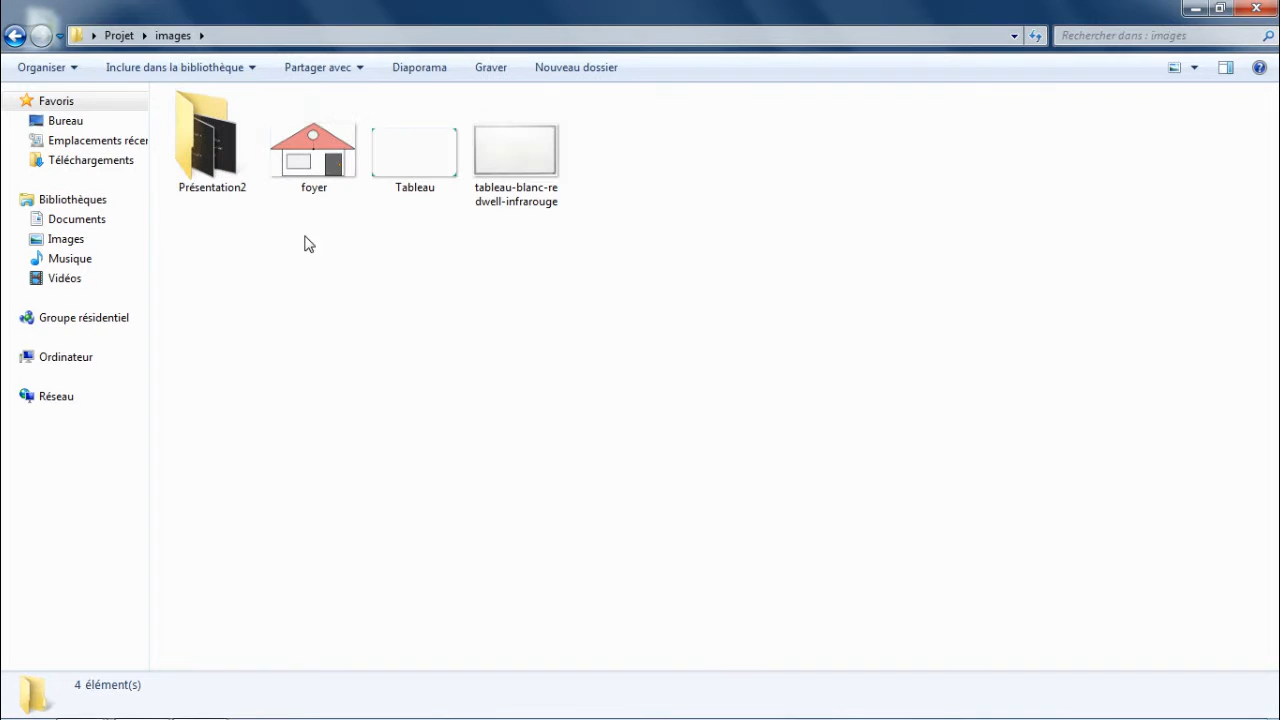 Projet images
Rechercher dans : images
Organiser Inclure dans la bibliothèque Partager avec Diaporama Graver Nouveau dossier
Favoris
Bureau
Emplacements récer
Téléchargements
Bibliothèques
Documents
Images
Musique
Vidéos
Groupe résidentiel
Ordinateur
Réseau
Présentation2
foyer
Tableau
tableau-blanc-re
dwell-infrarouge
4 élément(s)